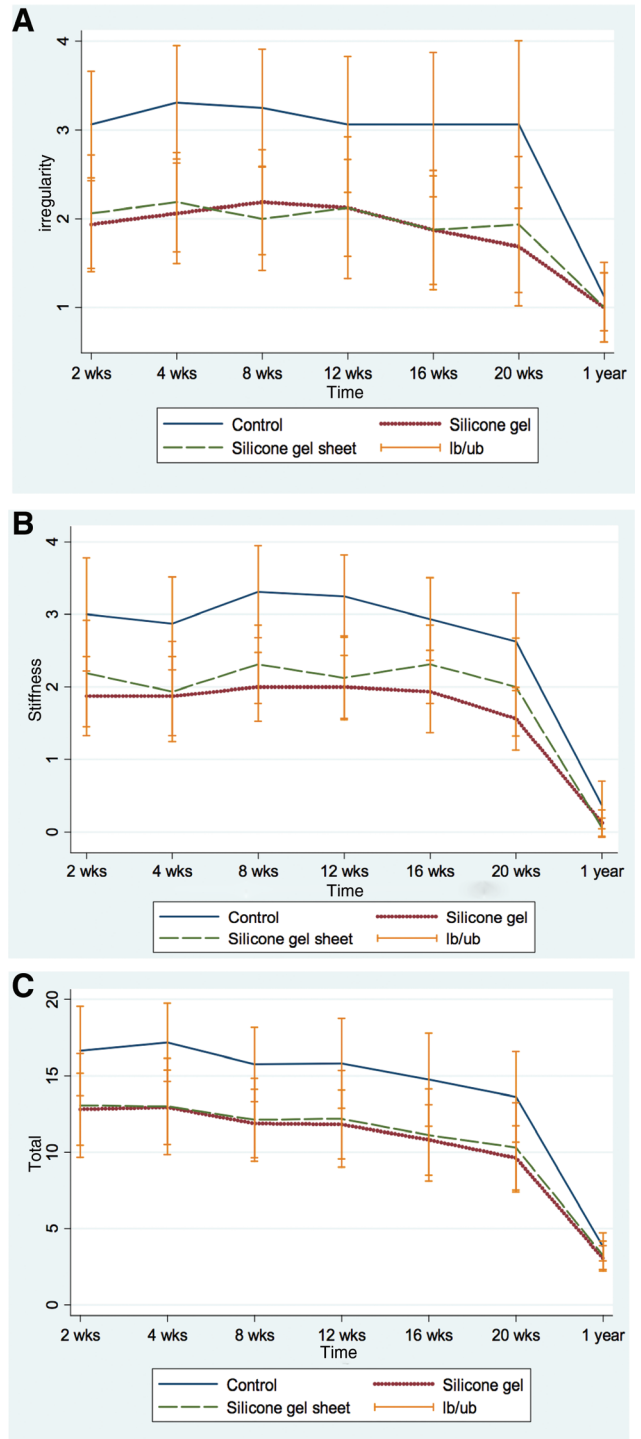 A
4
3
2
1
irregularity
2 wks 4 wks 8 wks 12 wks 16 wks 20 wks 1 year
Time
Control Silicone gel
Silicone gel sheet lb/ub
B
4
3
2
1
0
Stiffness
2 wks 4 wks 8 wks 12 wks 16 wks 20 wks 1 year
Time
Control Silicone gel
Silicone gel sheet lb/ub
C
20
15
10
5
0
Total
2 wks 4 wks 8 wks 12 wks 16 wks 20 wks 1 year
Time
Control Silicone gel
Silicone gel sheet lb/ub